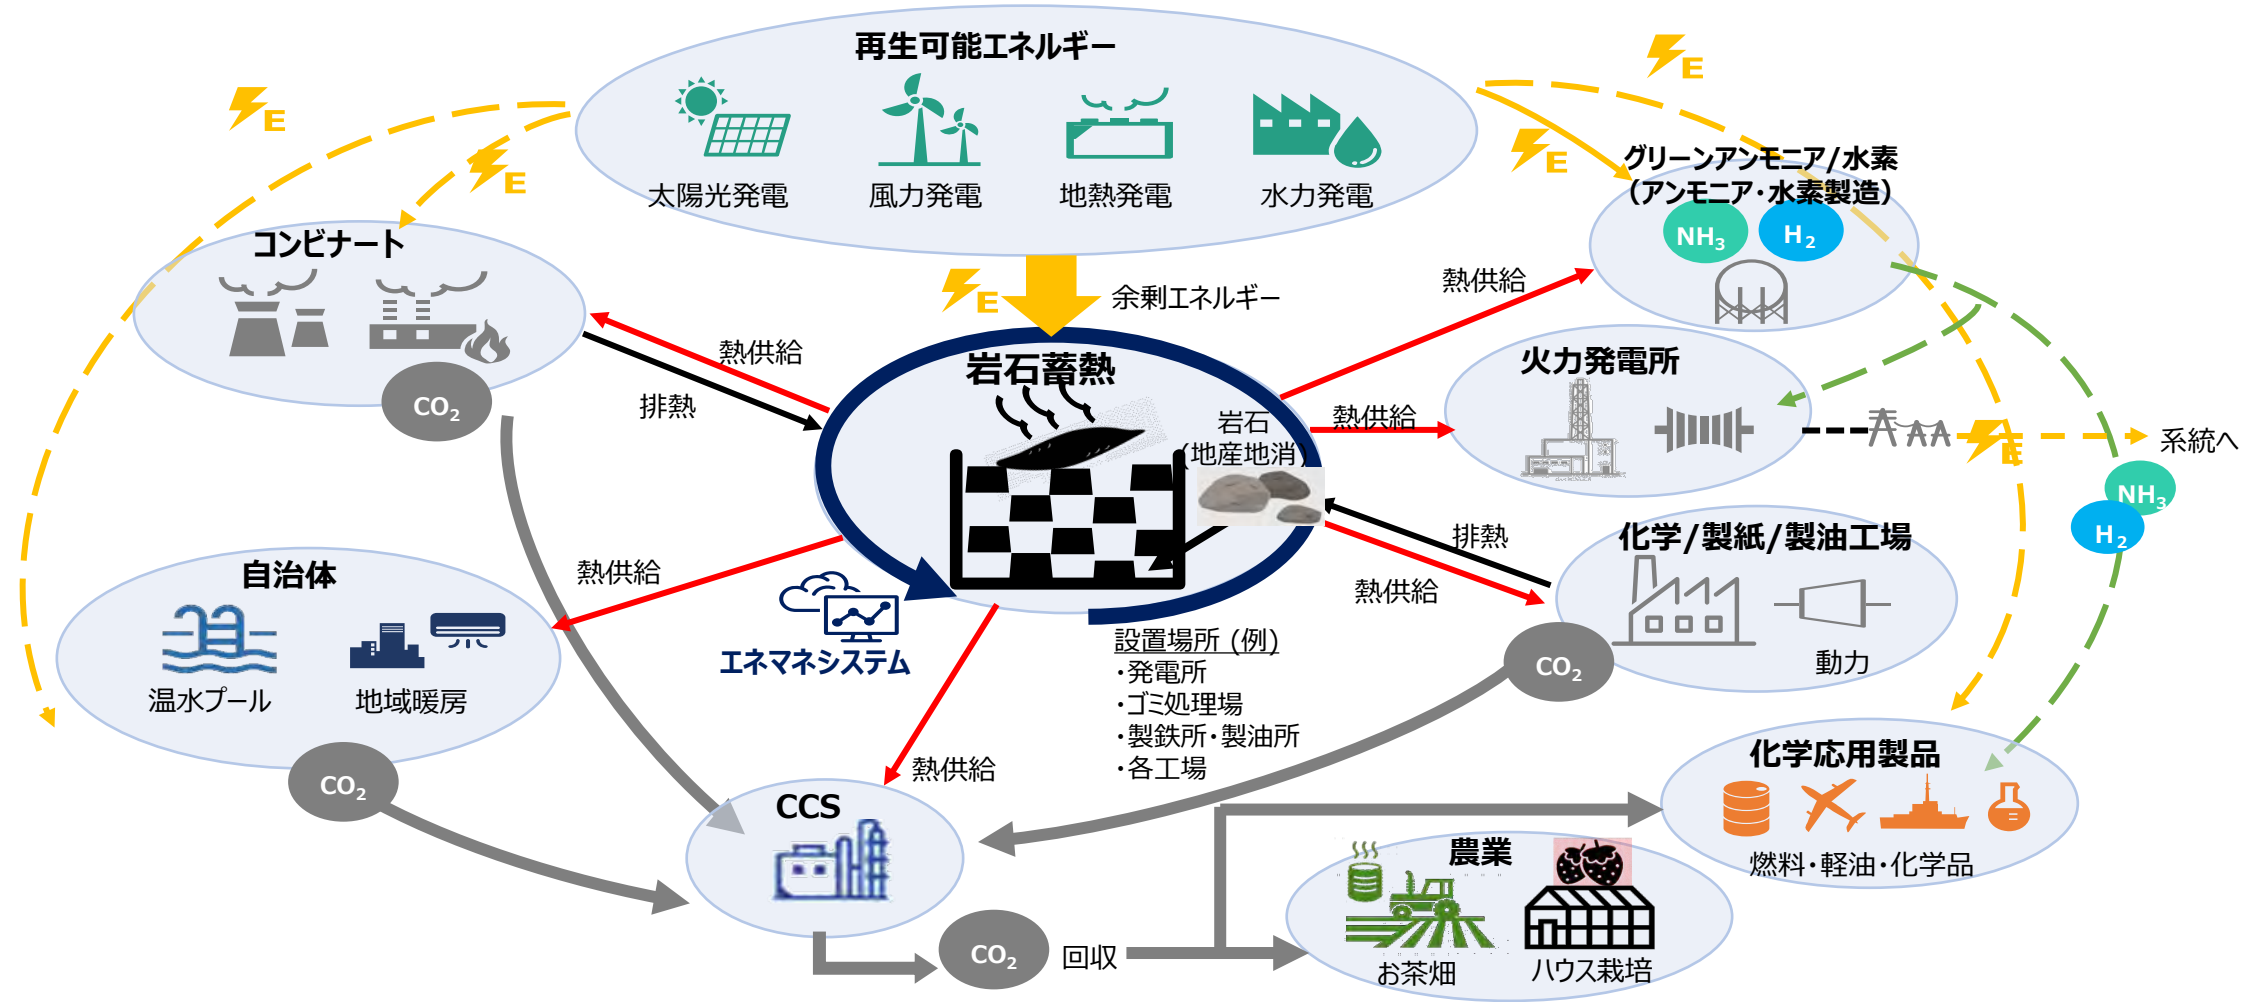 再生可能エネルギー
太陽光発電
風力発電
地熱発電
水力発電
E
E
E
E
E
E
グリーンアンモニア/水素
(アンモニア・水素製造)
NH3
H2
コンビナート
CO2
余剰エネルギー
熱供給
排熱
岩石蓄熱
岩石
(地産地消)
熱供給
熱供給
火力発電所
系統へ
NH3
H2
排熱
熱供給
化学/製紙/製油工場
動力
CO2
自治体
温水プール
地域暖房
CO2
熱供給
エネマネシステム
設置場所 (例)
・発電所
・ゴミ処理場
・製鉄所・製油所
・各工場
熱供給
CCS
CO2
回収
農業
お茶畑
ハウス栽培
化学応用製品
燃料・軽油・化学品